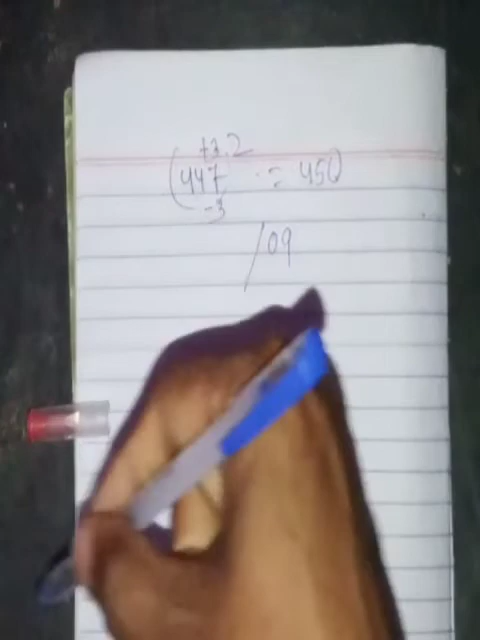 +3 2
(447 = 450
-3
/09